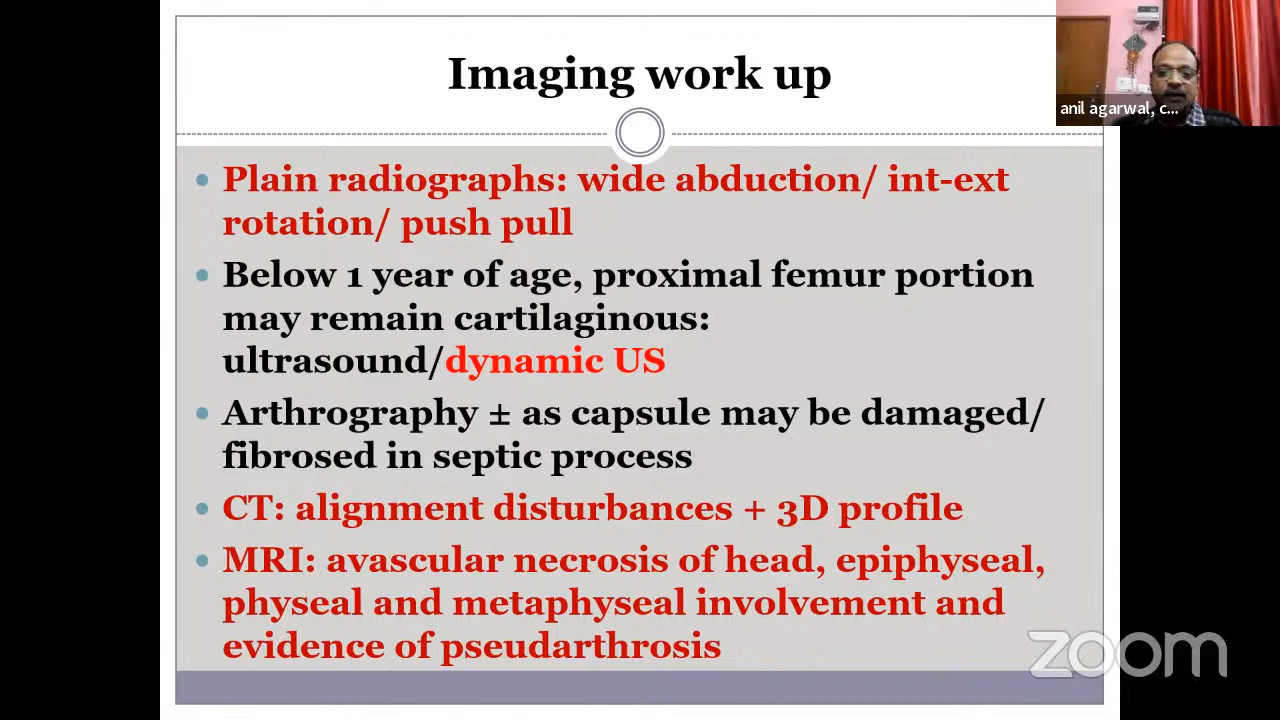 Imaging work up
anil agarwal, c...
Plain radiographs: wide abduction/ int-ext
rotation/ push pull
Below 1 year of age, proximal femur portion
may remain cartilaginous:
ultrasound/dynamic US
Arthrography ± as capsule may be damaged/
fibrosed in septic process
CT: alignment disturbances + 3D profile
MRI: avascular necrosis of head, epiphyseal,
physeal and metaphyseal involvement and
evidence of pseudarthrosis
zoom